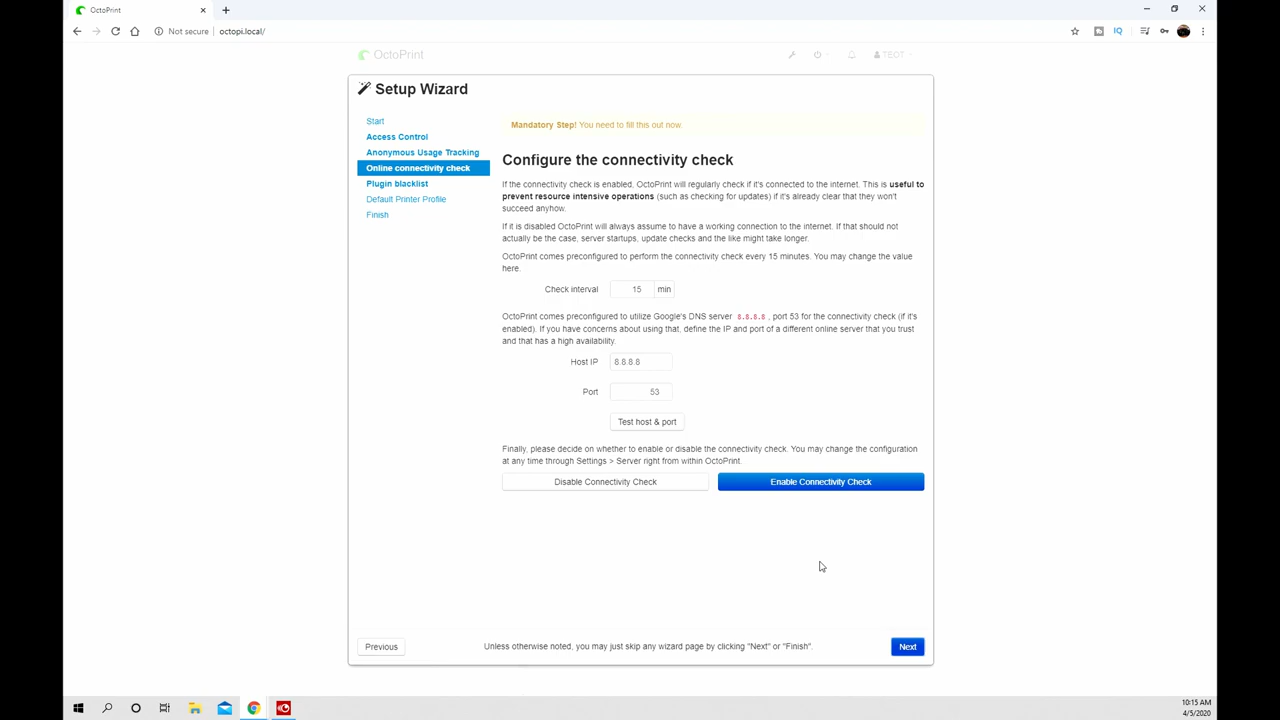 OctoPrint
Not secure
octopi.local/
IQ
OctoPrint
TEOT
Setup Wizard
Start
Access Control
Anonymous Usage Tracking
Online connectivity check
Plugin blacklist
Default Printer Profile
Finish
Mandatory Step! You need to fill this out now.
Configure the connectivity check
If the connectivity check is enabled, OctoPrint will regularly check if it's connected to the internet. This is useful to
prevent resource intensive operations (such as checking for updates) if it's already clear that they won't
succeed anyhow.
If it is disabled OctoPrint will always assume to have a working connection to the internet. If that should not
actually be the case, server startups, update checks and the like might take longer.
OctoPrint comes preconfigured to perform the connectivity check every 15 minutes. You may change the value
here.
Check interval 15 min
OctoPrint comes preconfigured to utilize Google's DNS server 8.8.8.8 , port 53 for the connectivity check (if it's
enabled). If you have concerns about using that, define the IP and port of a different online server that you trust
and that has a high availability.
Host IP 8.8.8.8
Port 53
Test host & port
Finally, please decide on whether to enable or disable the connectivity check. You may change the configuration
at any time through Settings > Server right from within OctoPrint.
Disable Connectivity Check
Enable Connectivity Check
Previous
Unless otherwise noted, you may just skip any wizard page by clicking "Next" or "Finish".
Next
10:15 AM
4/5/2020